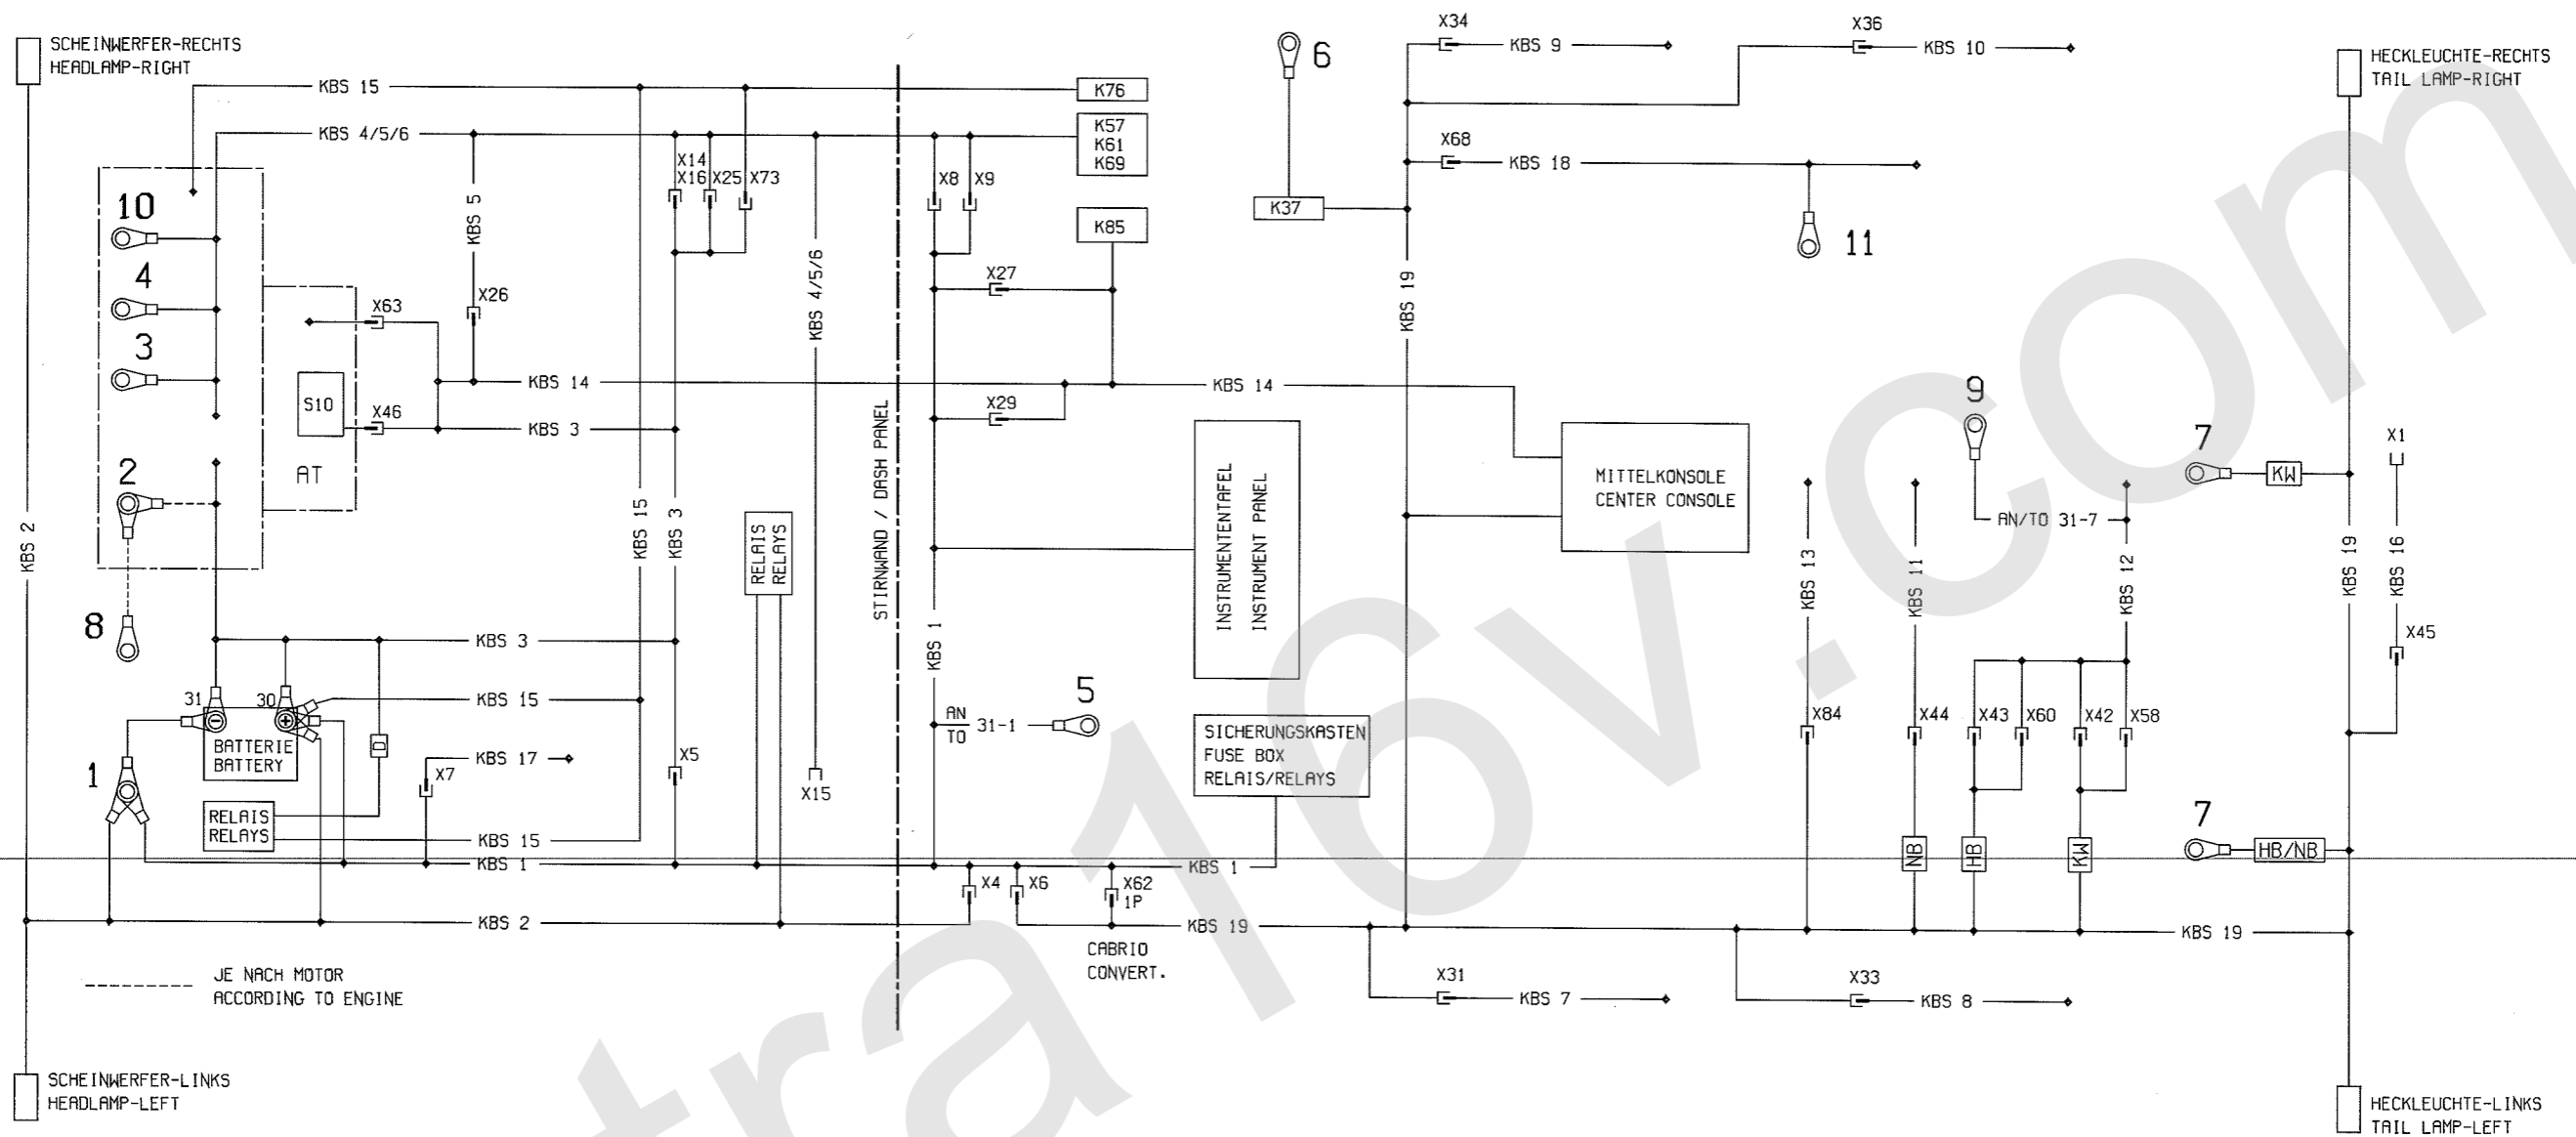 SCHEINWERFER-RECHTS
HEADLAMP-RIGHT
KBS 15
KBS 4/5/6
10
4
3
2
8
1
KBS 2
S10
AT
X63
X46
X26
KBS 5
KBS 14
KBS 3
X14
X16
X25
X73
KBS 15
KBS 3
KBS 4/5/6
X15
RELAIS
RELAYS
KBS 3
31
30
BATTERIE
BATTERY
KBS 15
KBS 17
X7
X5
RELAIS
RELAYS
KBS 15
KBS 1
KBS 2
JE NACH MOTOR
ACCORDING TO ENGINE
SCHEINWERFER-LINKS
HEADLAMP-LEFT
STIRNWAND / DASH PANEL
K76
K57
K61
K69
X8
X9
K85
X27
X29
KBS 14
KBS 1
INSTRUMENTENTAFEL
INSTRUMENT PANEL
AN
TO
31-1
5
SICHERUNGSKASTEN
FUSE BOX
RELAIS/RELAYS
KBS 1
X4
X6
X62
1P
KBS 19
CABRIO
CONVERT.
6
K37
X34
KBS 9
X36
KBS 10
X68
KBS 18
11
KBS 19
MITTELKONSOLE
CENTER CONSOLE
9
AN/TO 31-7
KBS 13
KBS 11
KBS 12
X84
X44
X43
X60
X42
X58
NB
HB
KW
KBS 19
X31
KBS 7
X33
KBS 8
HECKLEUCHTE-RECHTS
TAIL LAMP-RIGHT
7
KW
X1
KBS 19
KBS 16
X45
7
HB/NB
HECKLEUCHTE-LINKS
TAIL LAMP-LEFT
tra16v.com